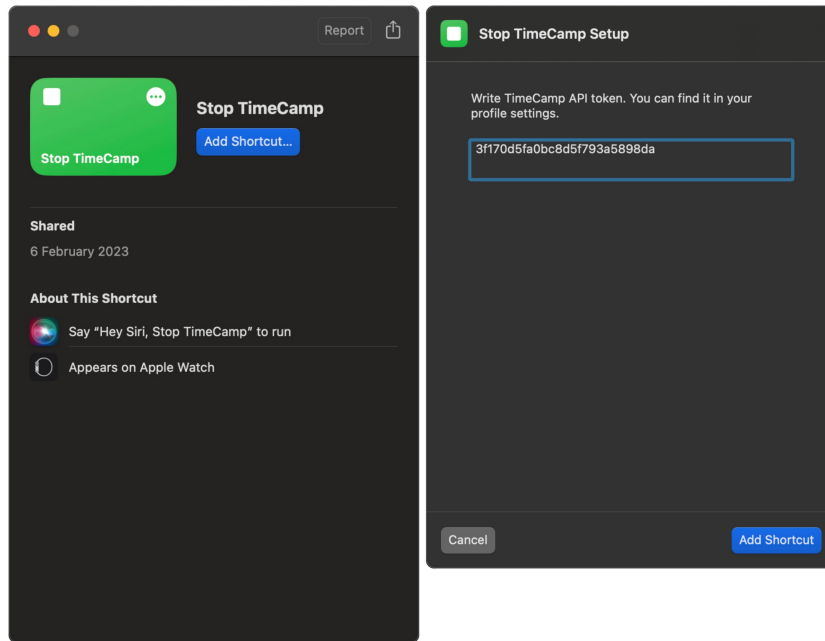 Report
Stop TimeCamp
Stop TimeCamp
Add Shortcut...
Shared
6 February 2023
About This Shortcut
Say “Hey Siri, Stop TimeCamp” to run
Appears on Apple Watch
Stop TimeCamp Setup
Write TimeCamp API token. You can find it in your
profile settings.
3f170d5fa0bc8d5f793a5898da
Cancel
Add Shortcut